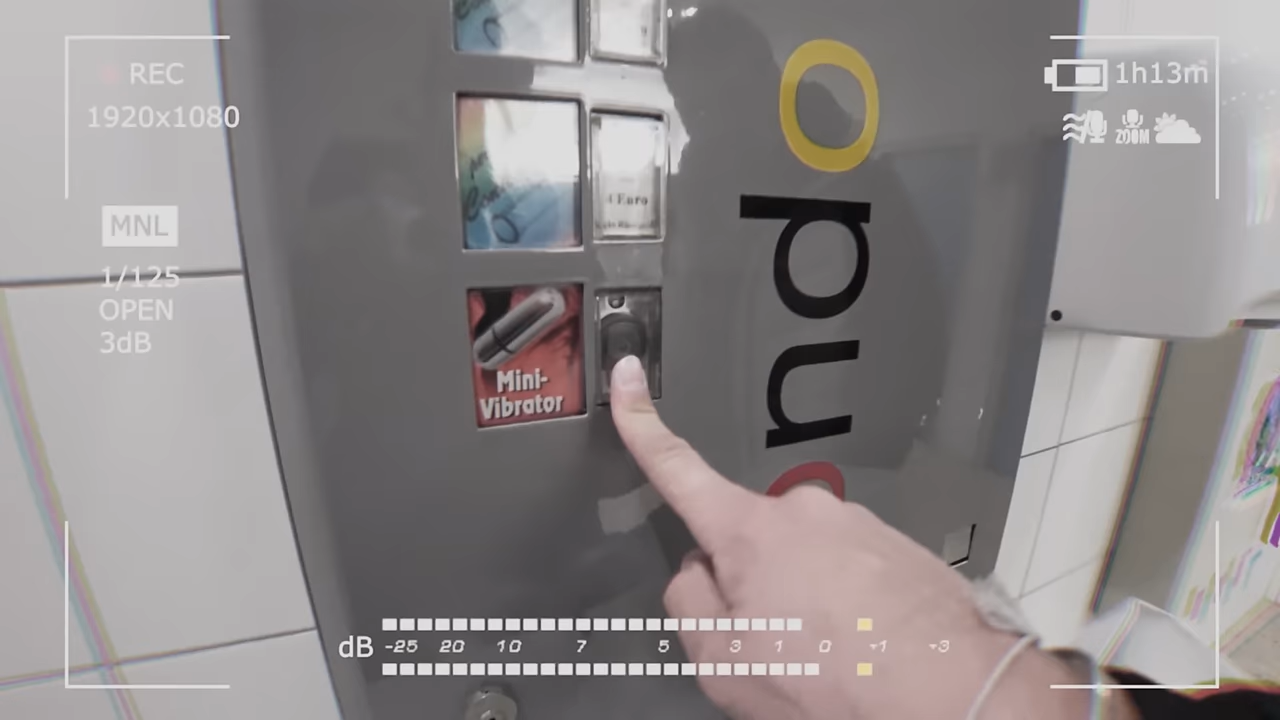 REC
1920x1080
MNL
1/125
OPEN
3dB
1h13m
ZOOM
4 Euro
Mini-
Vibrator
ondo
dB -25 20 10 7 5 3 1 0 +1 +3